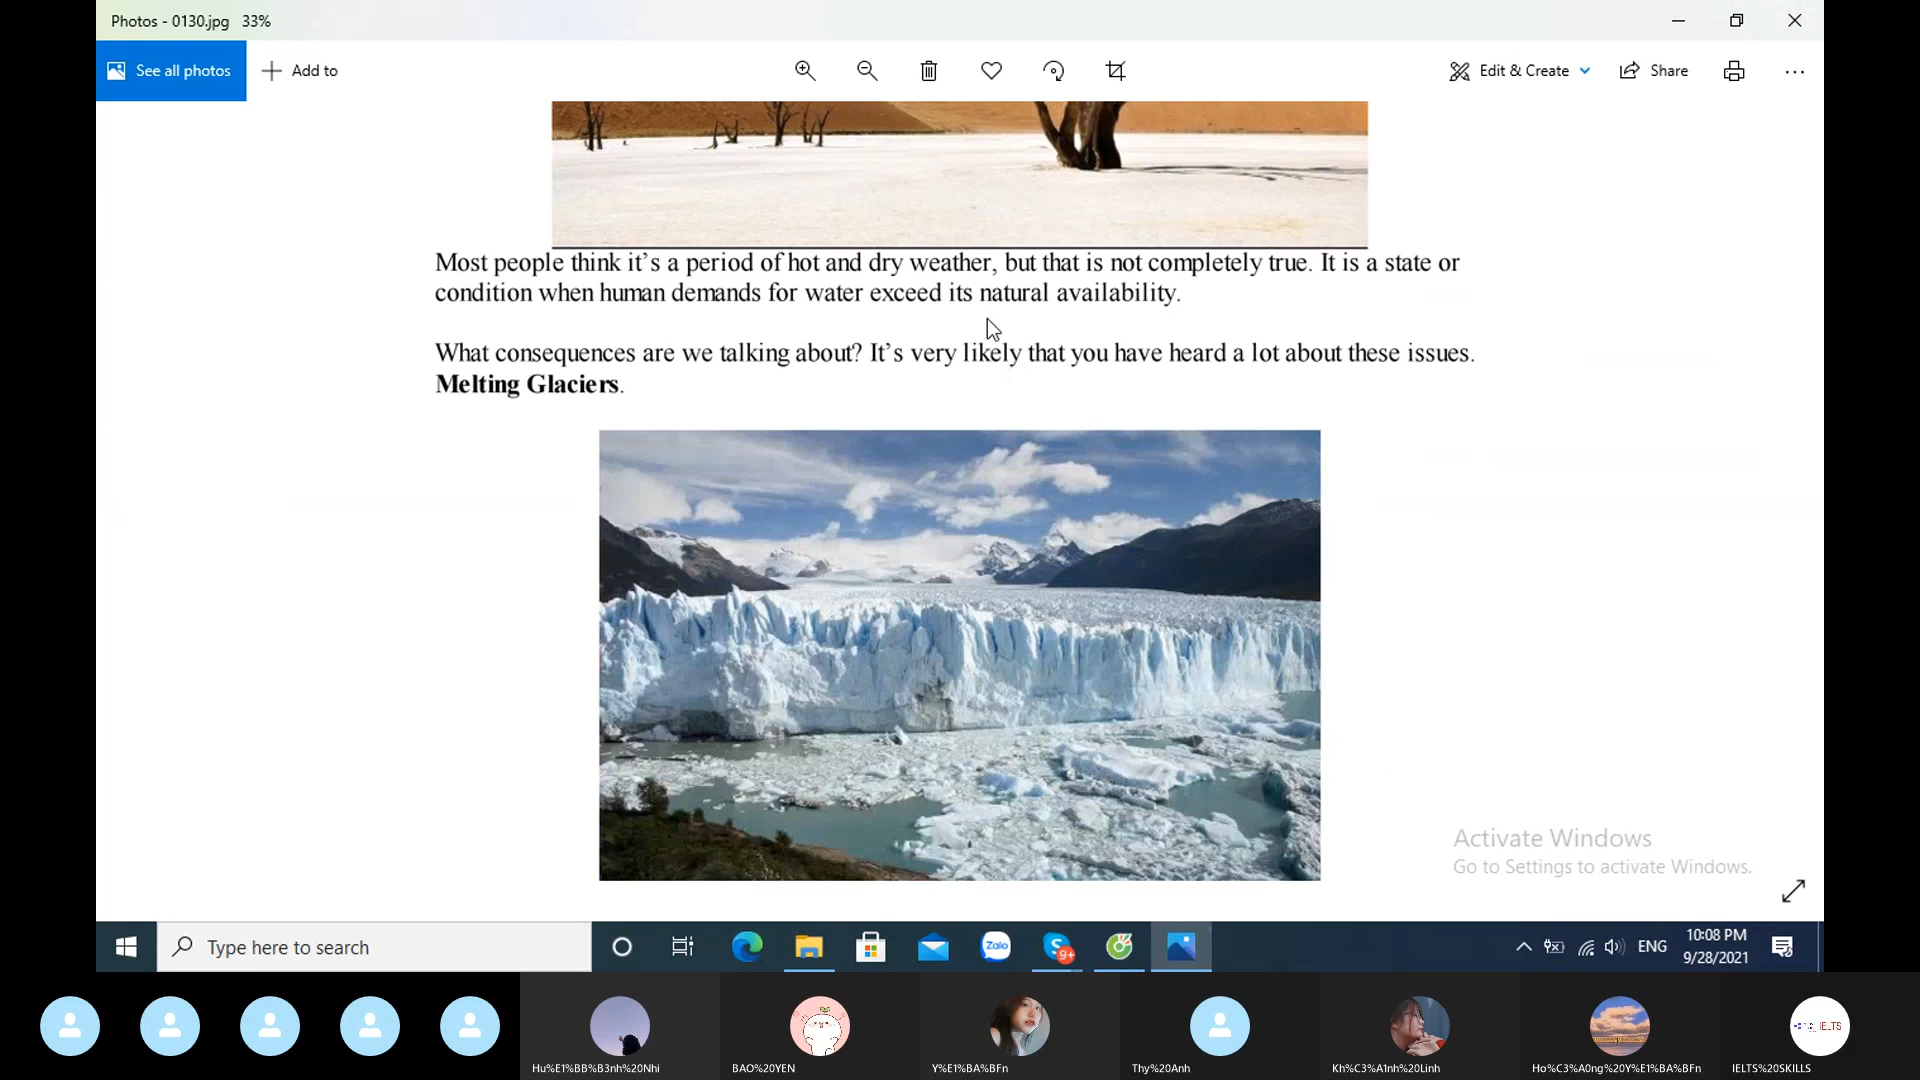 Photos - 0130.jpg 33%
See all photos
Add to
Edit & Create
Share
Most people think it's a period of hot and dry weather, but that is not completely true. It is a state or
condition when human demands for water exceed its natural availability.
What consequences are we talking about? It's very likely that you have heard a lot about these issues.
Melting Glaciers.
Activate Windows
Go to Settings to activate Windows.
Type here to search
Zalo
9+
ENG
10:08 PM
9/28/2021
IELTS
Hu%E1%BB%B3nh%20Nhi
BAO%20YEN
Y%E1%BA%BFn
Thy%20Anh
Kh%C3%A1nh%20Linh
Ho%C3%A0ng%20Y%E1%BA%BFn
IELTS%20SKILLS